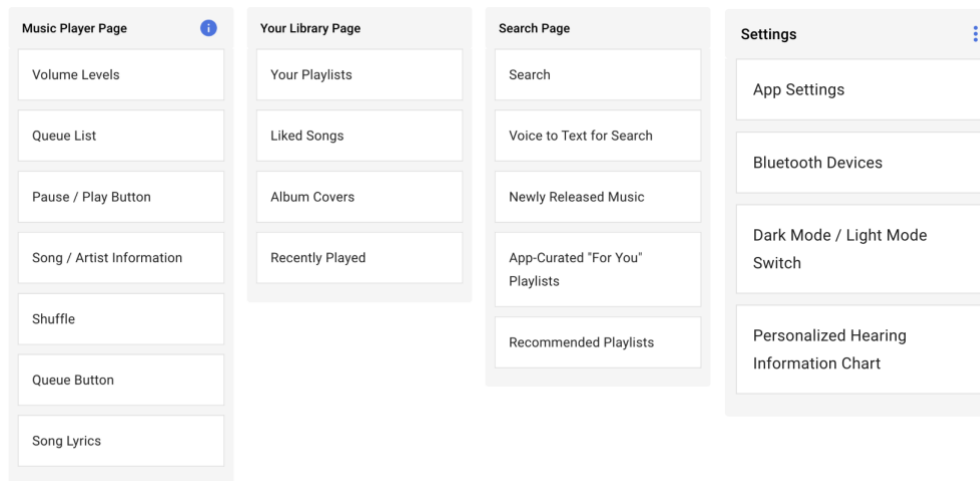 Music Player Page
Volume Levels
Queue List
Pause / Play Button
Song / Artist Information
Shuffle
Queue Button
Song Lyrics
Your Library Page
Your Playlists
Liked Songs
Album Covers
Recently Played
Search Page
Search
Voice to Text for Search
Newly Released Music
App-Curated "For You"
Playlists
Recommended Playlists
Settings
App Settings
Bluetooth Devices
Dark Mode / Light Mode
Switch
Personalized Hearing
Information Chart